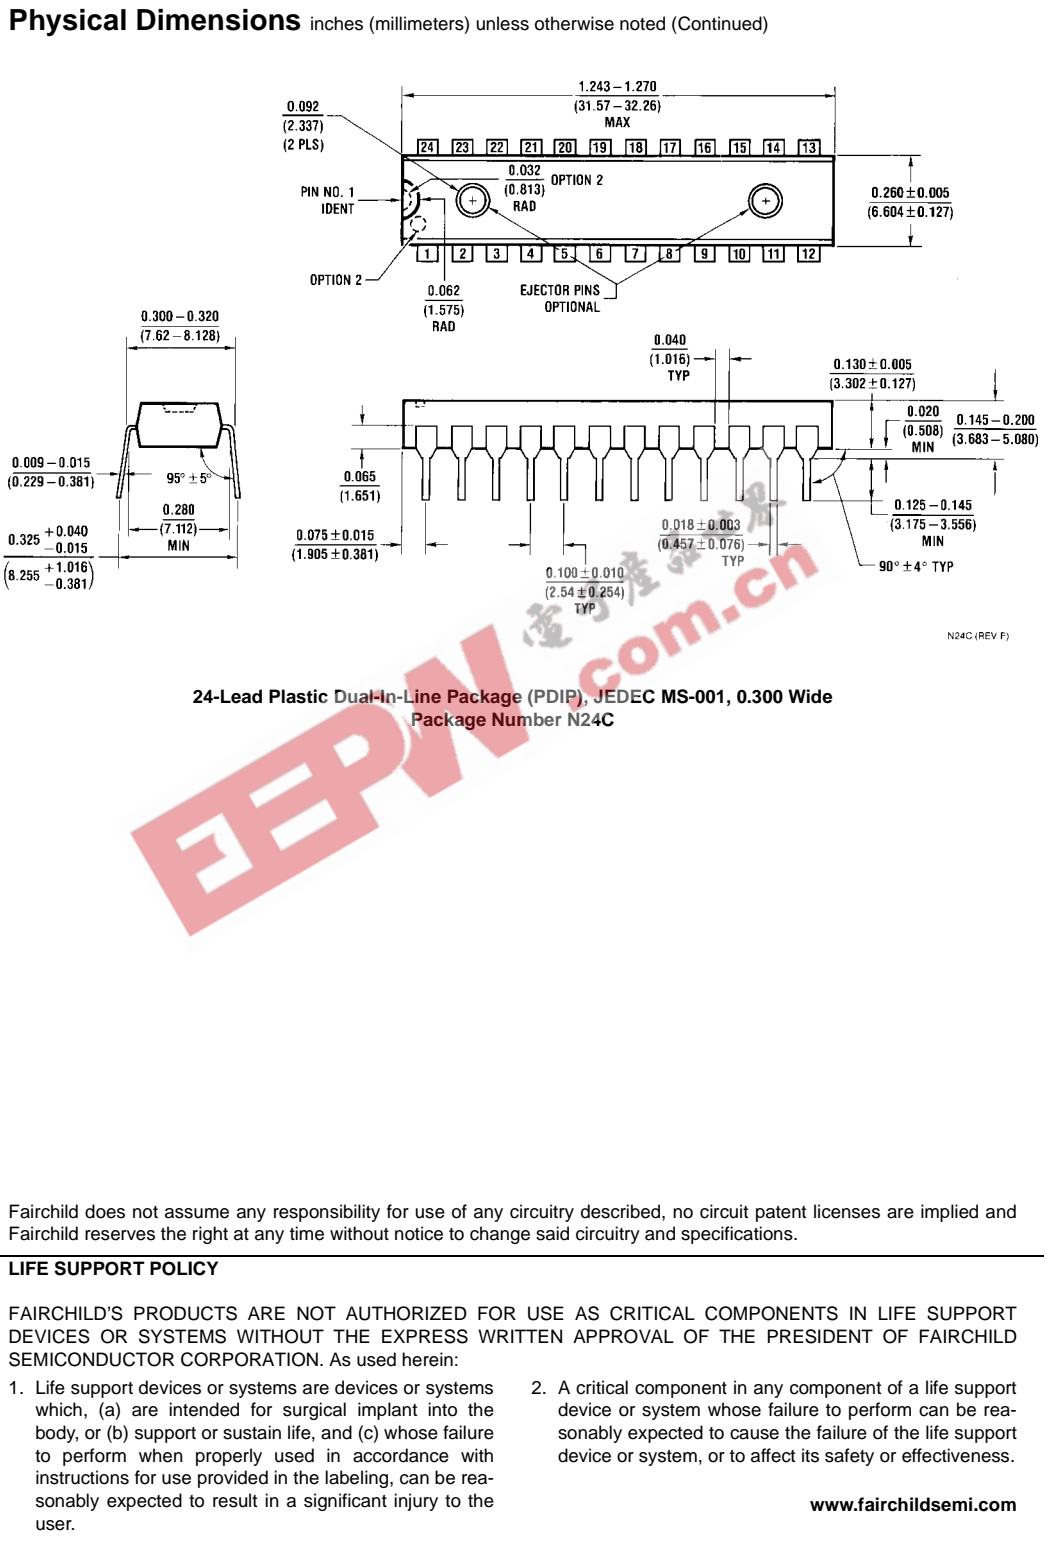 Physical Dimensions inches (millimeters) unless otherwise noted (Continued)
1.243 – 1.270
(31.57 – 32.26)
MAX
0.092
(2.337)
(2 PLS)
24 23 22 21 20 19 18 17 16 15 14 13
0.032
(0.813)
RAD
OPTION 2
PIN NO. 1
IDENT
0.260 ± 0.005
(6.604 ± 0.127)
1 2 3 4 5 6 7 8 9 10 11 12
OPTION 2
0.062
(1.575)
RAD
EJECTOR PINS
OPTIONAL
0.300 – 0.320
(7.62 – 8.128)
0.040
(1.016)
TYP
0.130 ± 0.005
(3.302 ± 0.127)
0.020
(0.508)
MIN
0.145 – 0.200
(3.683 – 5.080)
0.009 – 0.015
(0.229 – 0.381)
95° ± 5°
0.065
(1.651)
0.280
(7.112)
MIN
0.125 – 0.145
(3.175 – 3.556)
MIN
0.325 +0.040
–0.015
(8.255 +1.016
–0.381)
0.075 ± 0.015
(1.905 ± 0.381)
0.018 ± 0.003
(0.457 ± 0.076)
TYP
90° ± 4° TYP
0.100 ± 0.010
(2.54 ± 0.254)
TYP
N24C (REV F)
電子產品世界
EEPW.com.cn
24-Lead Plastic Dual-In-Line Package (PDIP), JEDEC MS-001, 0.300 Wide
Package Number N24C
Fairchild does not assume any responsibility for use of any circuitry described, no circuit patent licenses are implied and
Fairchild reserves the right at any time without notice to change said circuitry and specifications.
LIFE SUPPORT POLICY
FAIRCHILD'S PRODUCTS ARE NOT AUTHORIZED FOR USE AS CRITICAL COMPONENTS IN LIFE SUPPORT
DEVICES OR SYSTEMS WITHOUT THE EXPRESS WRITTEN APPROVAL OF THE PRESIDENT OF FAIRCHILD
SEMICONDUCTOR CORPORATION. As used herein:
1. Life support devices or systems are devices or systems
which, (a) are intended for surgical implant into the
body, or (b) support or sustain life, and (c) whose failure
to perform when properly used in accordance with
instructions for use provided in the labeling, can be rea-
sonably expected to result in a significant injury to the
user.
2. A critical component in any component of a life support
device or system whose failure to perform can be rea-
sonably expected to cause the failure of the life support
device or system, or to affect its safety or effectiveness.
www.fairchildsemi.com